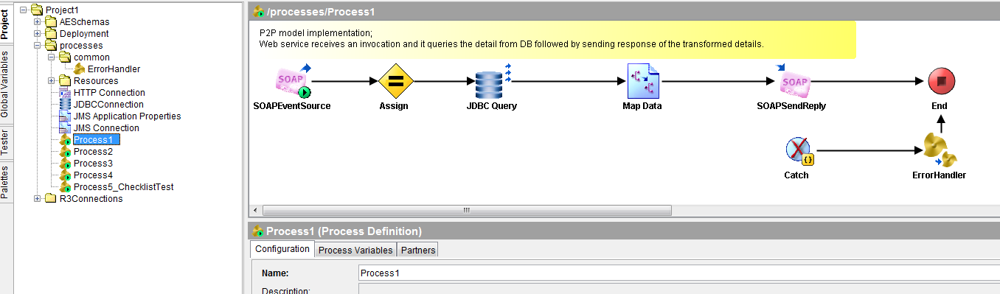 Project
Global Variables
Tester
Palettes
Project1
AESchemas
Deployment
processes
common
ErrorHandler
Resources
HTTP Connection
JDBCConnection
JMS Application Properties
JMS Connection
Process1
Process2
Process3
Process4
Process5_ChecklistTest
R3Connections
/processes/Process1
P2P model implementation;
Web service receives an invocation and it queries the detail from DB followed by sending response of the transformed details.
SOAP
SOAPEventSource
Assign
JDBC Query
Map Data
SOAP
SOAPSendReply
End
Catch
ErrorHandler
Process1 (Process Definition)
Configuration Process Variables Partners
Name: Process1
Description: